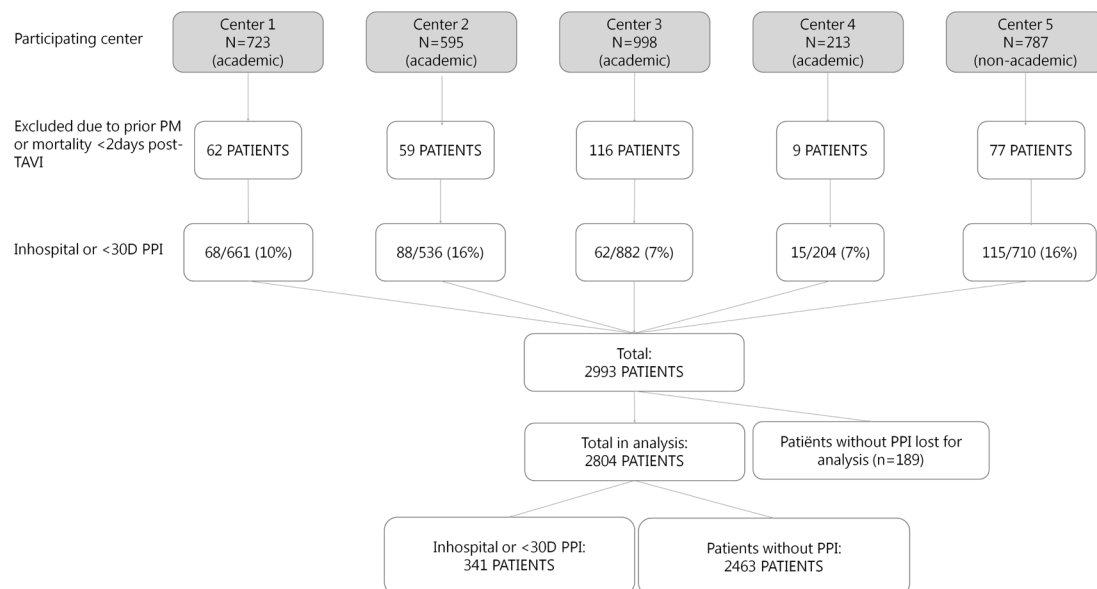 Participating center
Center 1
N=723
(academic)
Center 2
N=595
(academic)
Center 3
N=998
(academic)
Center 4
N=213
(academic)
Center 5
N=787
(non-academic)
Excluded due to prior PM
or mortality <2days post-
TAVI
62 PATIENTS
59 PATIENTS
116 PATIENTS
9 PATIENTS
77 PATIENTS
Inhospital or <30D PPI
68/661 (10%)
88/536 (16%)
62/882 (7%)
15/204 (7%)
115/710 (16%)
Total:
2993 PATIENTS
Total in analysis:
2804 PATIENTS
Patiënts without PPI lost for
analysis (n=189)
Inhospital or <30D PPI:
341 PATIENTS
Patients without PPI:
2463 PATIENTS